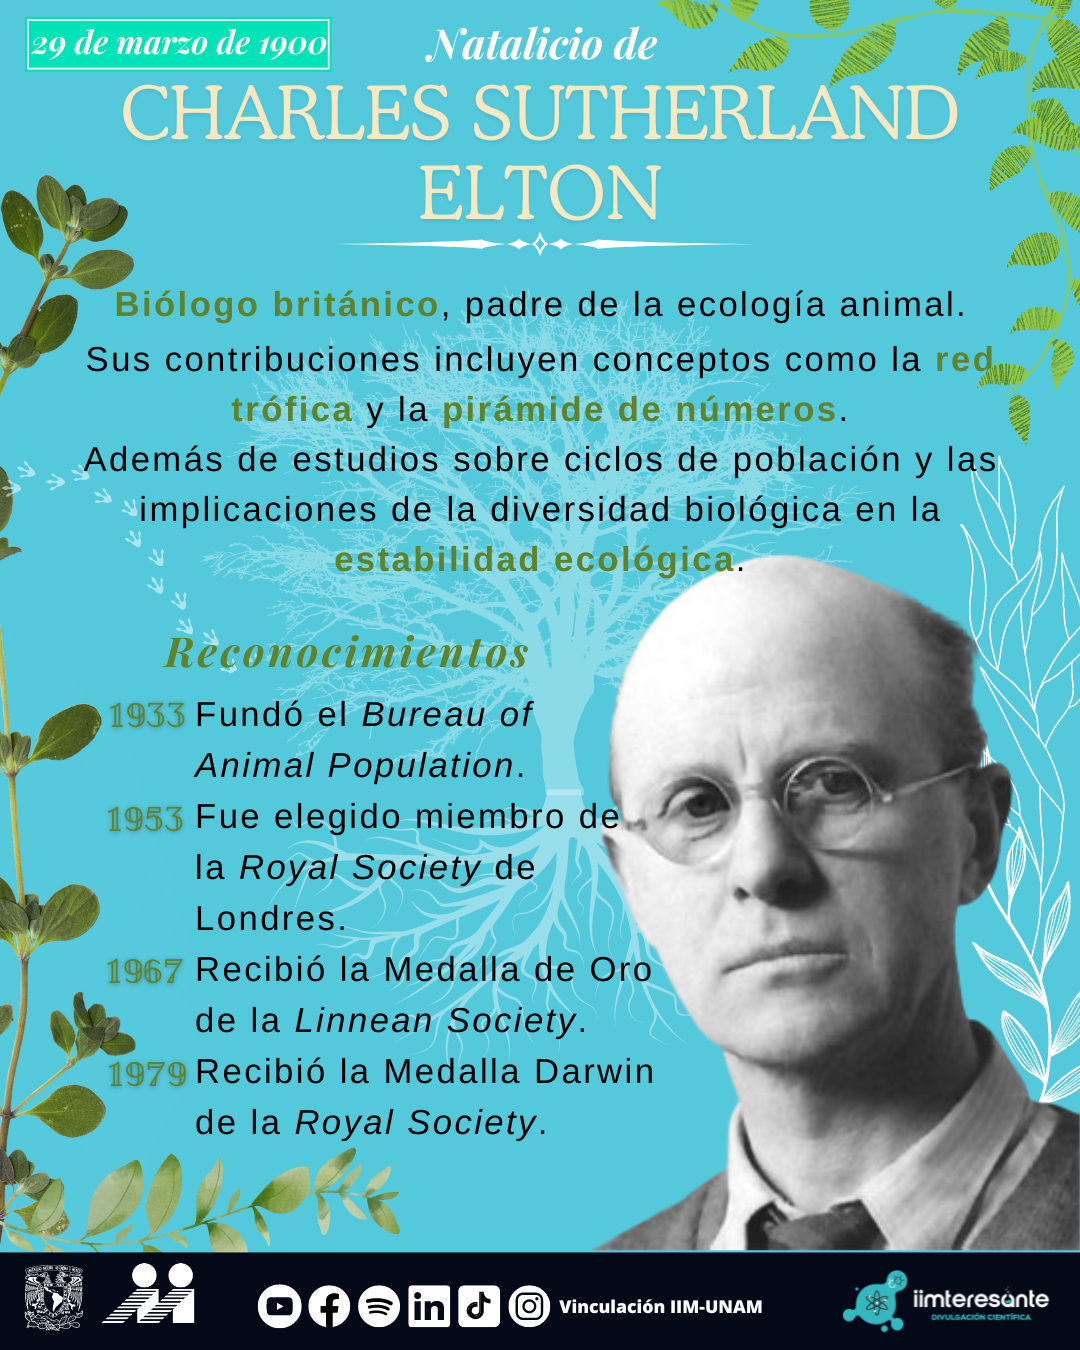 29 de marzo de 1900
Natalicio de
CHARLES SUTHERLAND
ELTON
Biólogo británico, padre de la ecología animal.
Sus contribuciones incluyen conceptos como la red
trófica y la pirámide de números.
Además de estudios sobre ciclos de población y las
implicaciones de la diversidad biológica en la
estabilidad ecológica.
Reconocimientos
1933 Fundó el Bureau of
Animal Population.
1953 Fue elegido miembro de
la Royal Society de
Londres.
1967 Recibió la Medalla de Oro
de la Linnean Society.
1979 Recibió la Medalla Darwin
de la Royal Society.
Vinculación IIM-UNAM
iimteresante
DIVULGACIÓN CIENTÍFICA